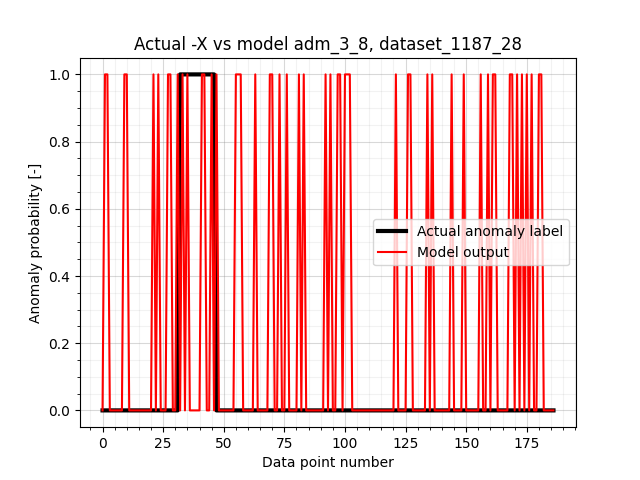 Actual -X vs model adm_3_8, dataset_1187_28
Anomaly probability [-]
1.0
0.8
0.6
0.4
0.2
0.0
Actual anomaly label
Model output
0 25 50 75 100 125 150 175
Data point number